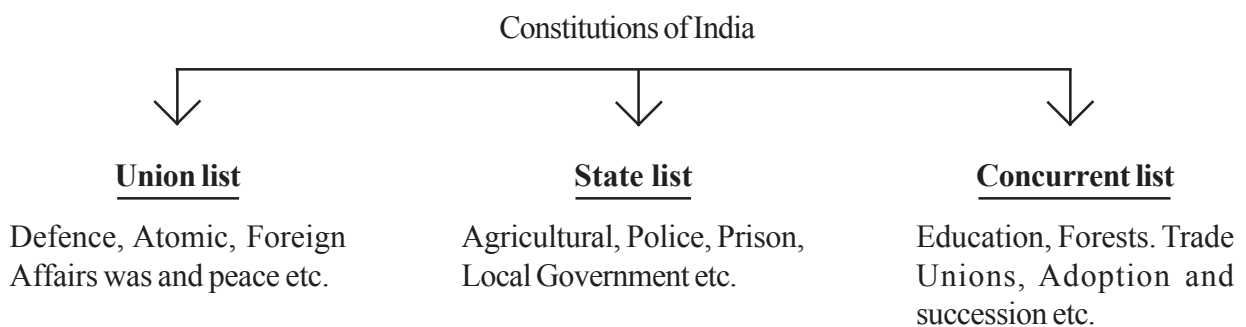 Constitutions of India
Union list
Defence, Atomic, Foreign
Affairs was and peace etc.
State list
Agricultural, Police, Prison,
Local Government etc.
Concurrent list
Education, Forests. Trade
Unions, Adoption and
succession etc.